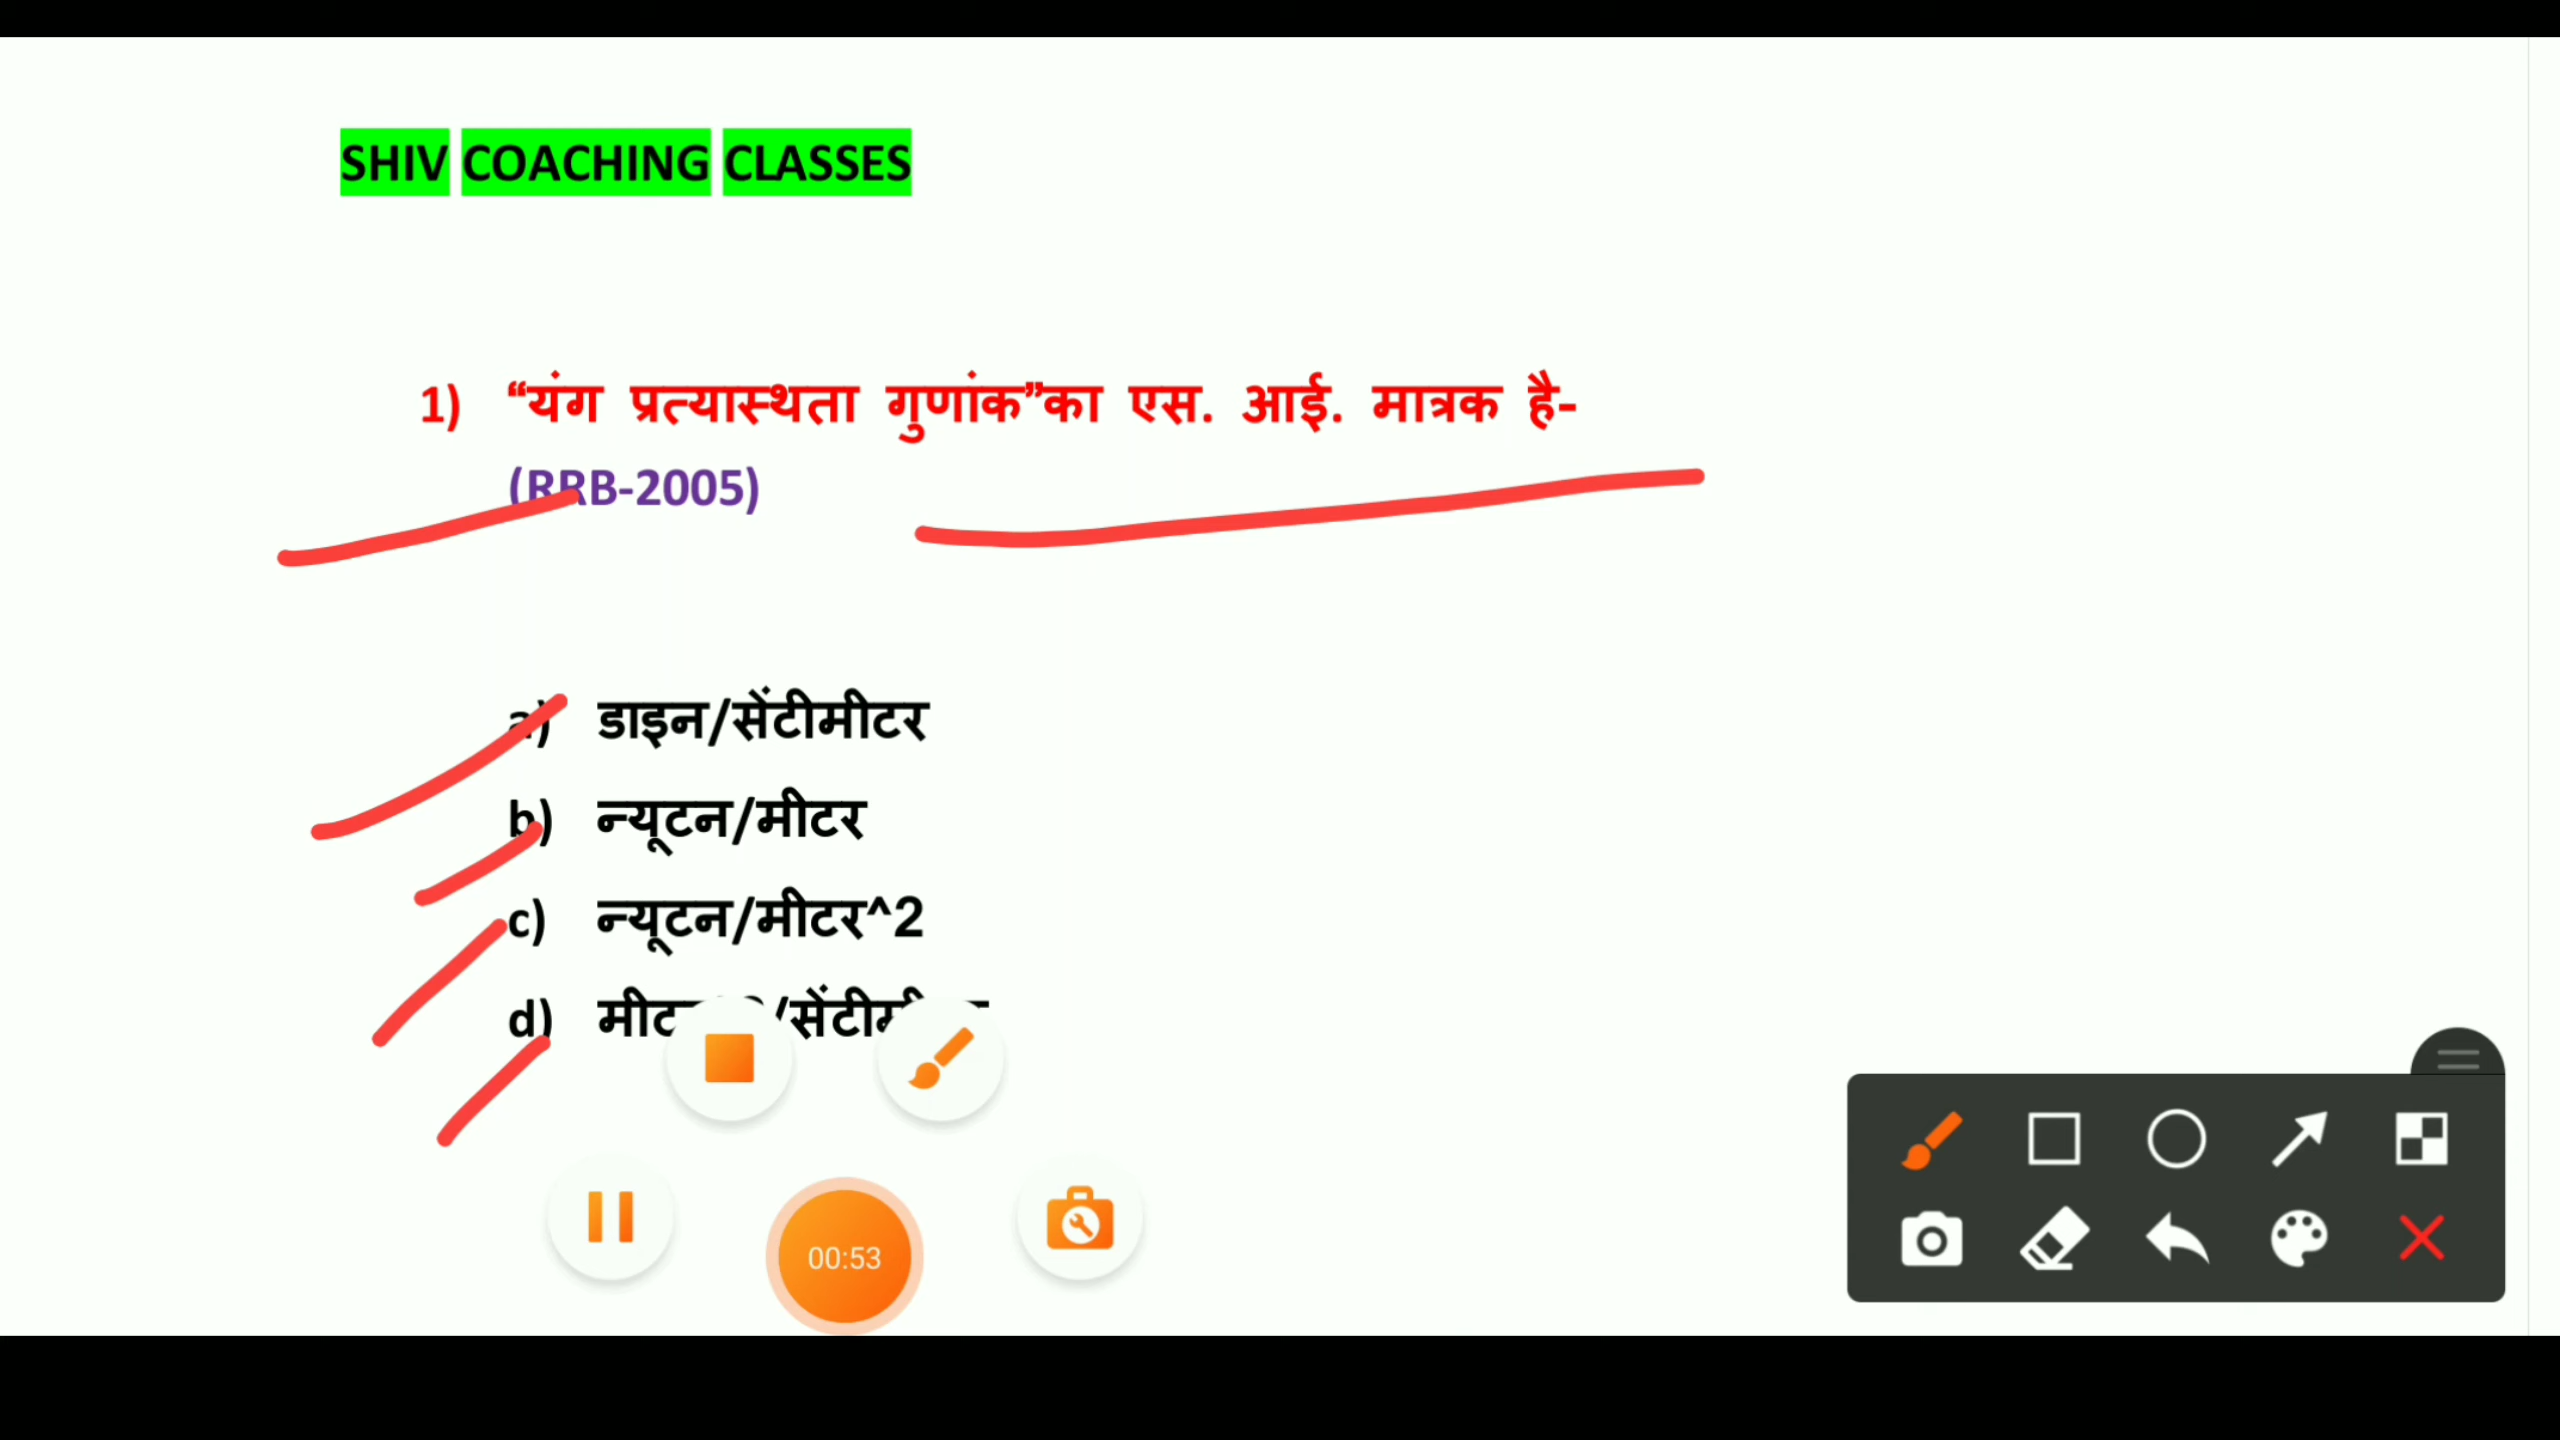 SHIV COACHING CLASSES
1) “यंग प्रत्यास्थता गुणांक”का एस. आई. मात्रक है-
(RRB-2005)
a) डाइन/सेंटीमीटर
b) न्यूटन/मीटर
c) न्यूटन/मीटर^2
d)
00:53